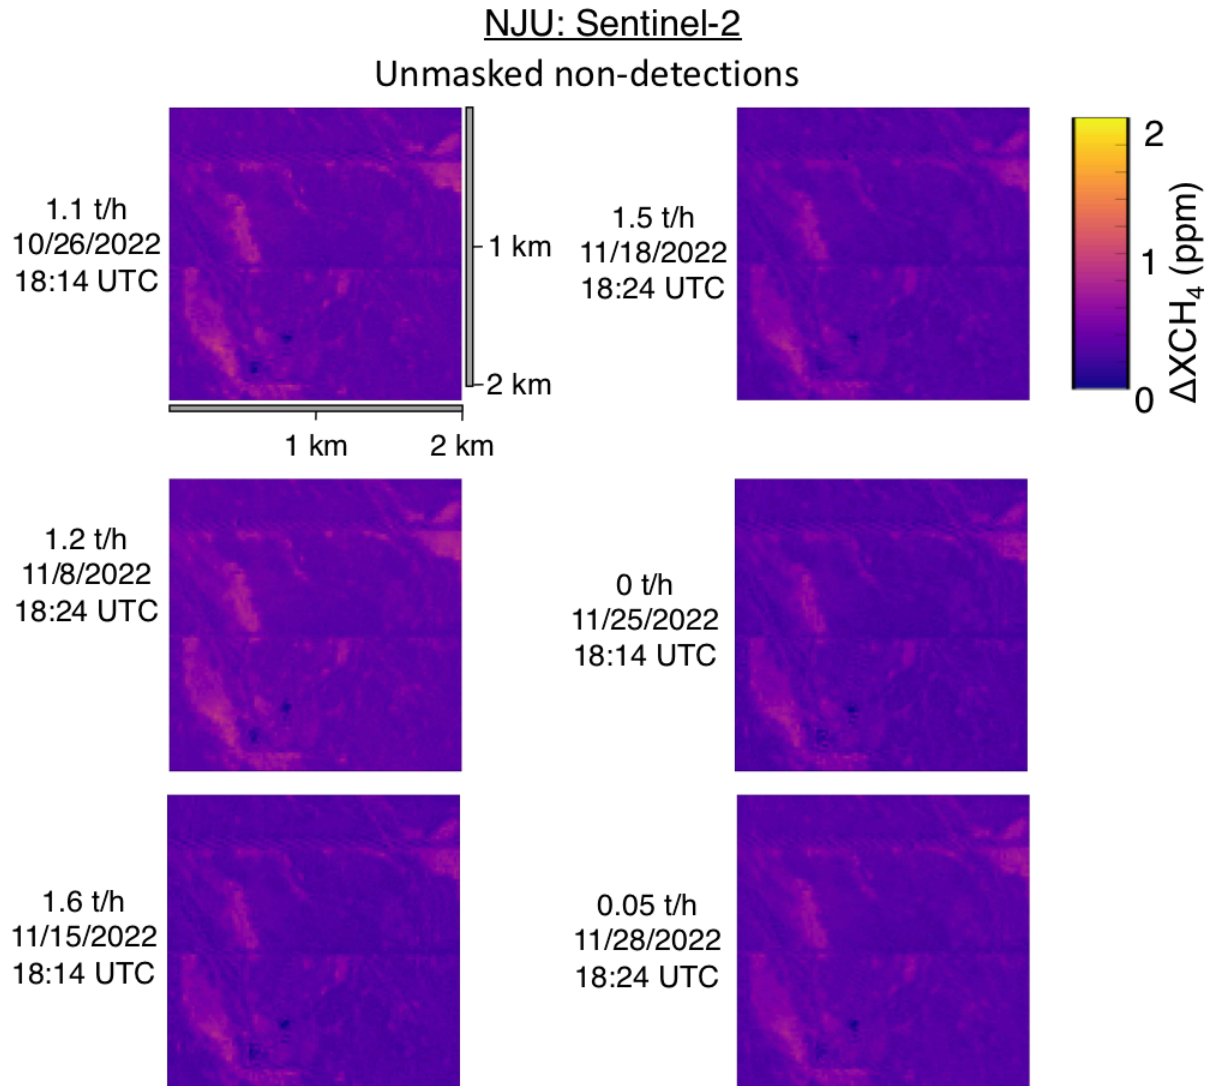 NJU: Sentinel-2
Unmasked non-detections
1.1 t/h
10/26/2022
18:14 UTC
1 km
2 km
1 km
2 km
1.5 t/h
11/18/2022
18:24 UTC
2
1
0
ΔXCH₄ (ppm)
1.2 t/h
11/8/2022
18:24 UTC
0 t/h
11/25/2022
18:14 UTC
1.6 t/h
11/15/2022
18:14 UTC
0.05 t/h
11/28/2022
18:24 UTC